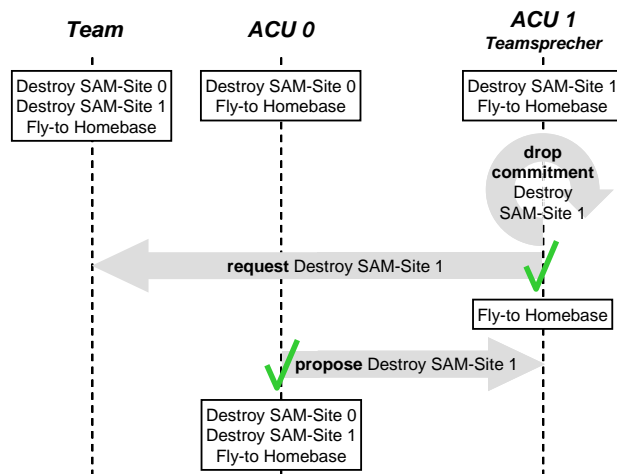 Team
ACU 0
ACU 1
Teamsprecher
Destroy SAM-Site 0
Destroy SAM-Site 1
Fly-to Homebase
Destroy SAM-Site 0
Fly-to Homebase
Destroy SAM-Site 1
Fly-to Homebase
drop
commitment
Destroy
SAM-Site 1
request Destroy SAM-Site 1
Fly-to Homebase
propose Destroy SAM-Site 1
Destroy SAM-Site 0
Destroy SAM-Site 1
Fly-to Homebase